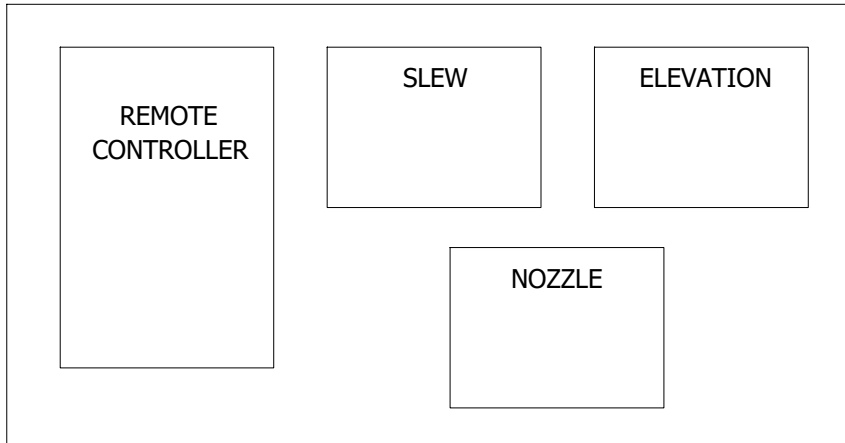 REMOTE
CONTROLLER
SLEW
ELEVATION
NOZZLE